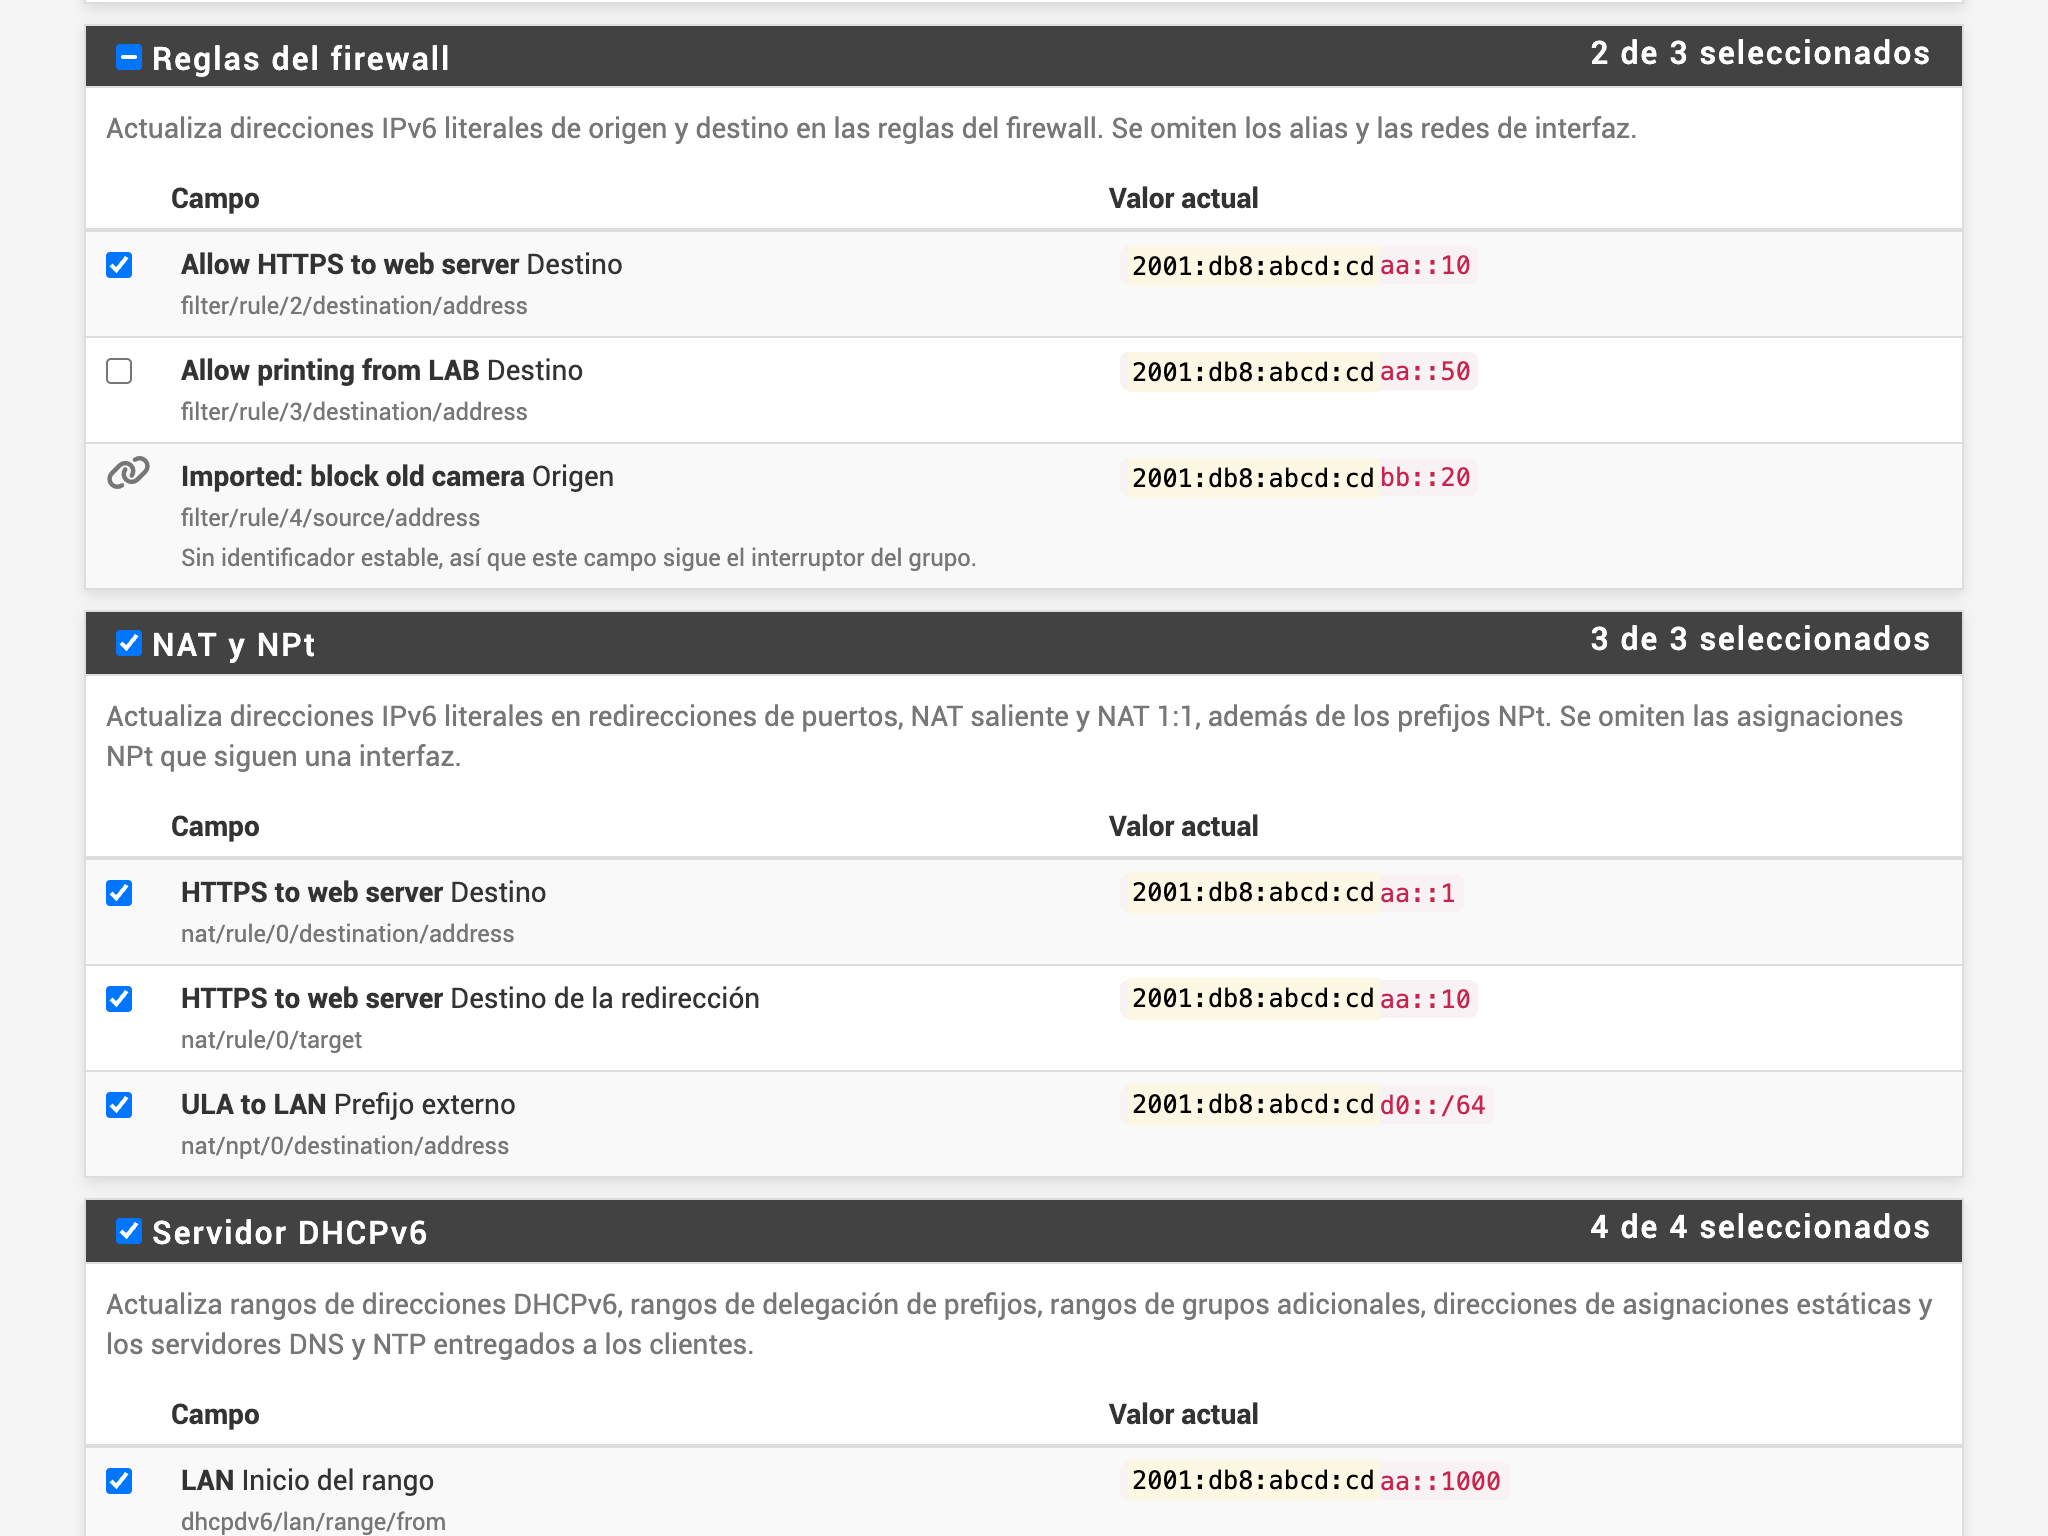 Reglas del firewall
2 de 3 seleccionados
Actualiza direcciones IPv6 literales de origen y destino en las reglas del firewall. Se omiten los alias y las redes de interfaz.
Campo
Valor actual
Allow HTTPS to web server Destino
2001:db8:abcd:cdaa::10
filter/rule/2/destination/address
Allow printing from LAB Destino
2001:db8:abcd:cdaa::50
filter/rule/3/destination/address
Imported: block old camera Origen
2001:db8:abcd:cdbb::20
filter/rule/4/source/address
Sin identificador estable, así que este campo sigue el interruptor del grupo.
NAT y NPt
3 de 3 seleccionados
Actualiza direcciones IPv6 literales en redirecciones de puertos, NAT saliente y NAT 1:1, además de los prefijos NPt. Se omiten las asignaciones
NPt que siguen una interfaz.
Campo
Valor actual
HTTPS to web server Destino
2001:db8:abcd:cdaa::1
nat/rule/0/destination/address
HTTPS to web server Destino de la redirección
2001:db8:abcd:cdaa::10
nat/rule/0/target
ULA to LAN Prefijo externo
2001:db8:abcd:cdd0::/64
nat/npt/0/destination/address
Servidor DHCPv6
4 de 4 seleccionados
Actualiza rangos de direcciones DHCPv6, rangos de delegación de prefijos, rangos de grupos adicionales, direcciones de asignaciones estáticas y
los servidores DNS y NTP entregados a los clientes.
Campo
Valor actual
LAN Inicio del rango
2001:db8:abcd:cdaa::1000
dhcpdv6/lan/range/from